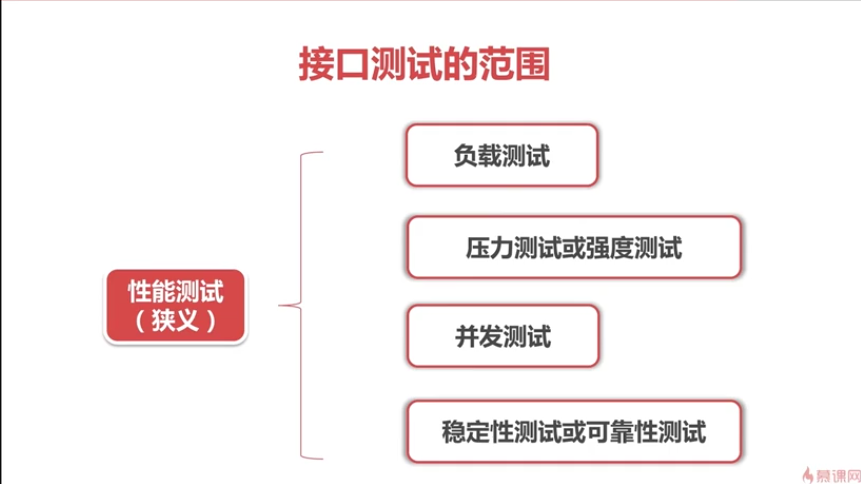 接口测试的范围
负载测试
压力测试或强度测试
性能测试
（狭义）
并发测试
稳定性测试或可靠性测试
慕课网